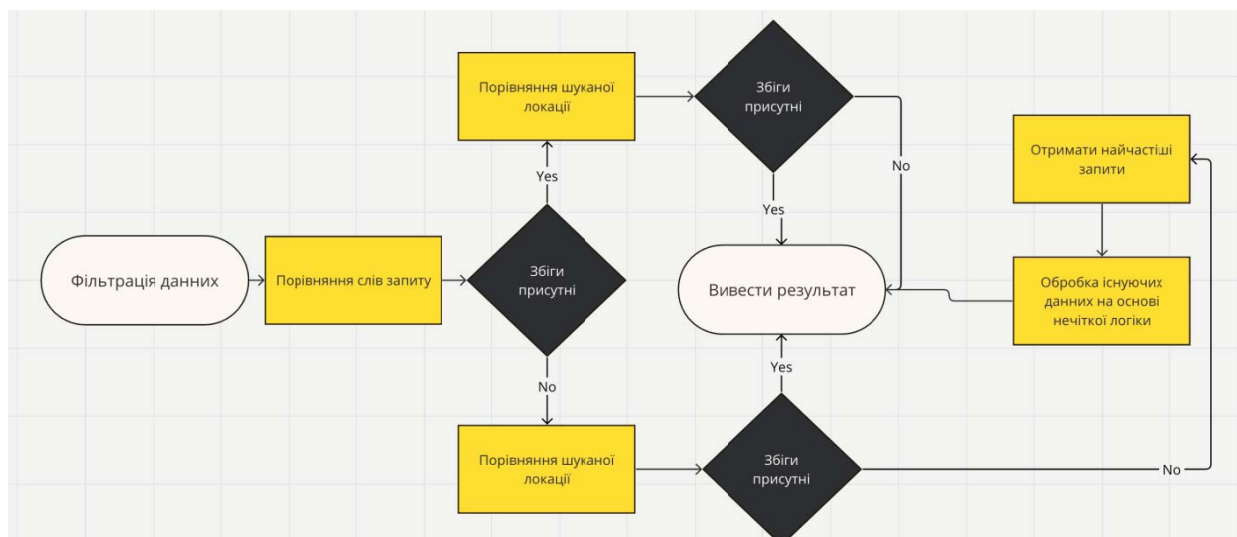 Порівняння шуканої
локації
Збіги
присутні
No
Yes
Отримати найчастіші
запити
Yes
Фільтрація данних
Порівняння слів запиту
Збіги
присутні
Вивести результат
Обробка існуючих
данних на основі
нечіткої логіки
No
Yes
Порівняння шуканої
локації
Збіги
присутні
No